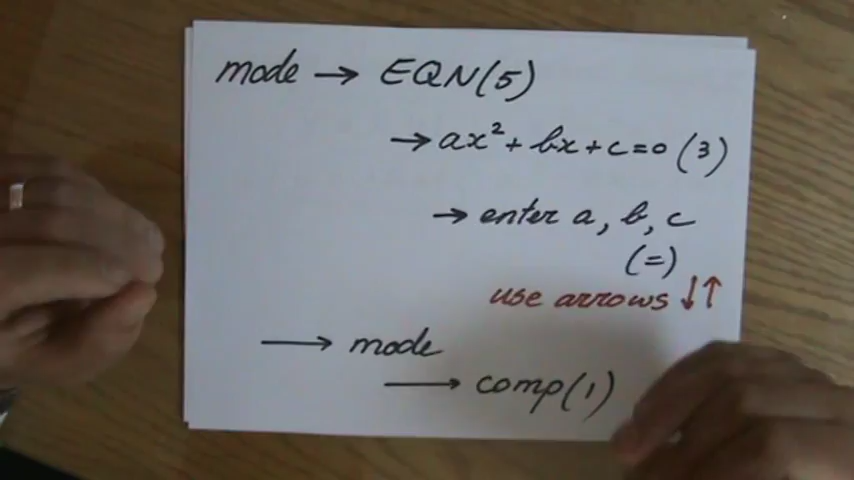 mode → EQN(5)
→ ax² + bx + c = 0 (3)
→ enter a, b, c
(=)
use arrows ↓↑
→ mode
→ comp(1)